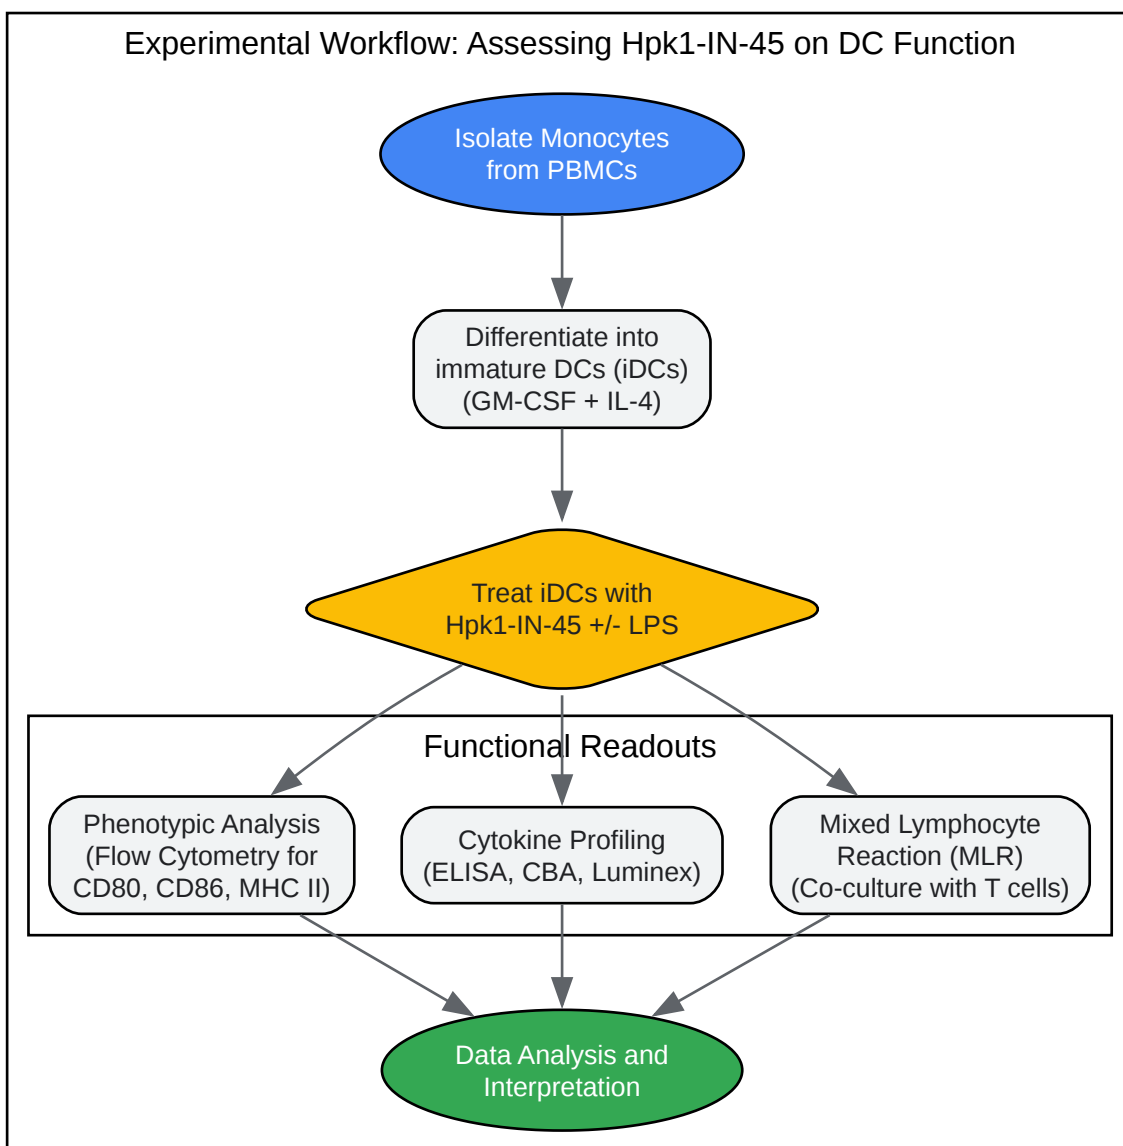 Experimental Workflow: Assessing Hpk1-IN-45 on DC Function
Isolate Monocytes
from PBMCs
Differentiate into
immature DCs (iDCs)
(GM-CSF + IL-4)
Treat iDCs with
Hpk1-IN-45 +/- LPS
Functional Readouts
Phenotypic Analysis
(Flow Cytometry for
CD80, CD86, MHC II)
Cytokine Profiling
(ELISA, CBA, Luminex)
Mixed Lymphocyte
Reaction (MLR)
(Co-culture with T cells)
Data Analysis and
Interpretation